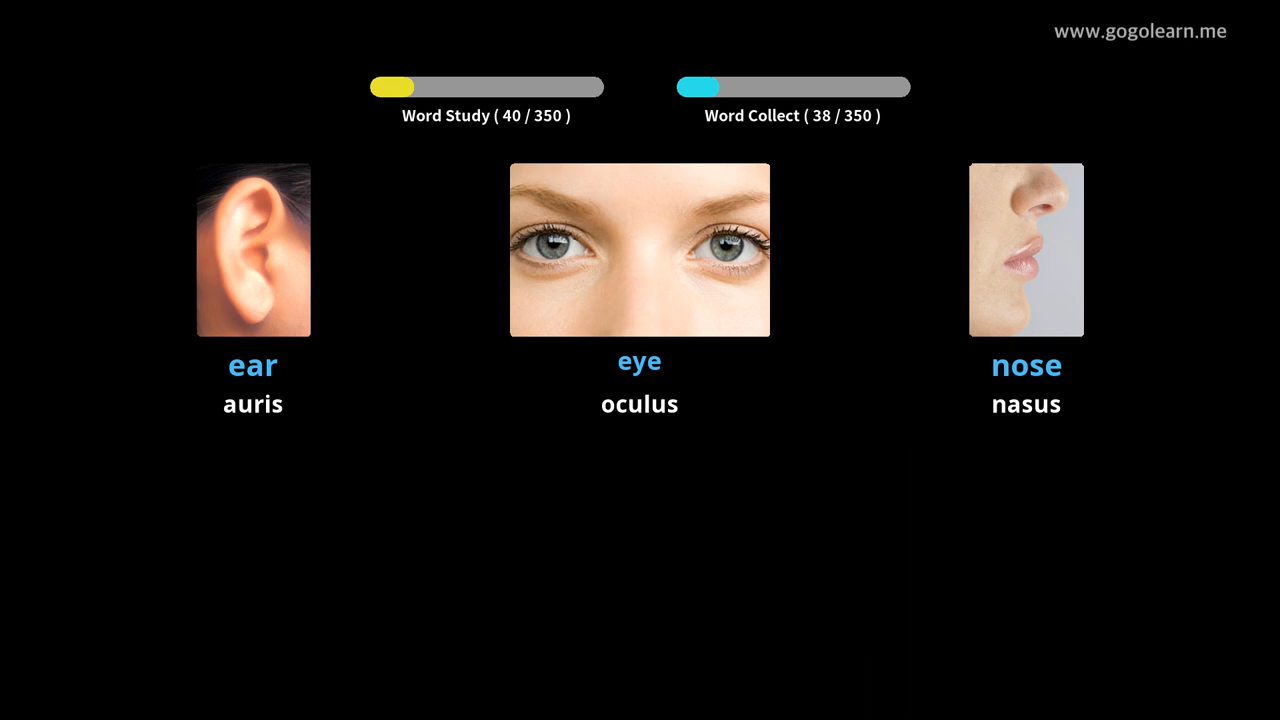 www.gogolearn.me
Word Study ( 40 / 350 )
Word Collect ( 38 / 350 )
ear
auris
eye
oculus
nose
nasus